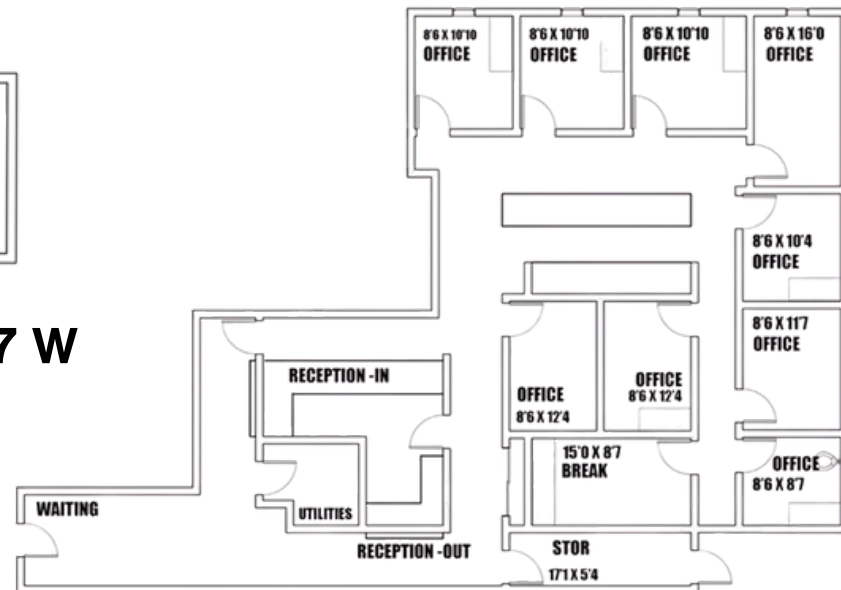 8'6 X 10'10
OFFICE
8'6 X 10'10
OFFICE
8'6 X 10'10
OFFICE
8'6 X 16'0
OFFICE
8'6 X 10'4
OFFICE
7 W
8'6 X 11'7
OFFICE
RECEPTION -IN
OFFICE
8'6 X 12'4
OFFICE
8'6 X 12'4
15'0 X 8'7
BREAK
OFFICE
8'6 X 8'7
WAITING
UTILITIES
RECEPTION -OUT
STOR
17'1 X 5'4